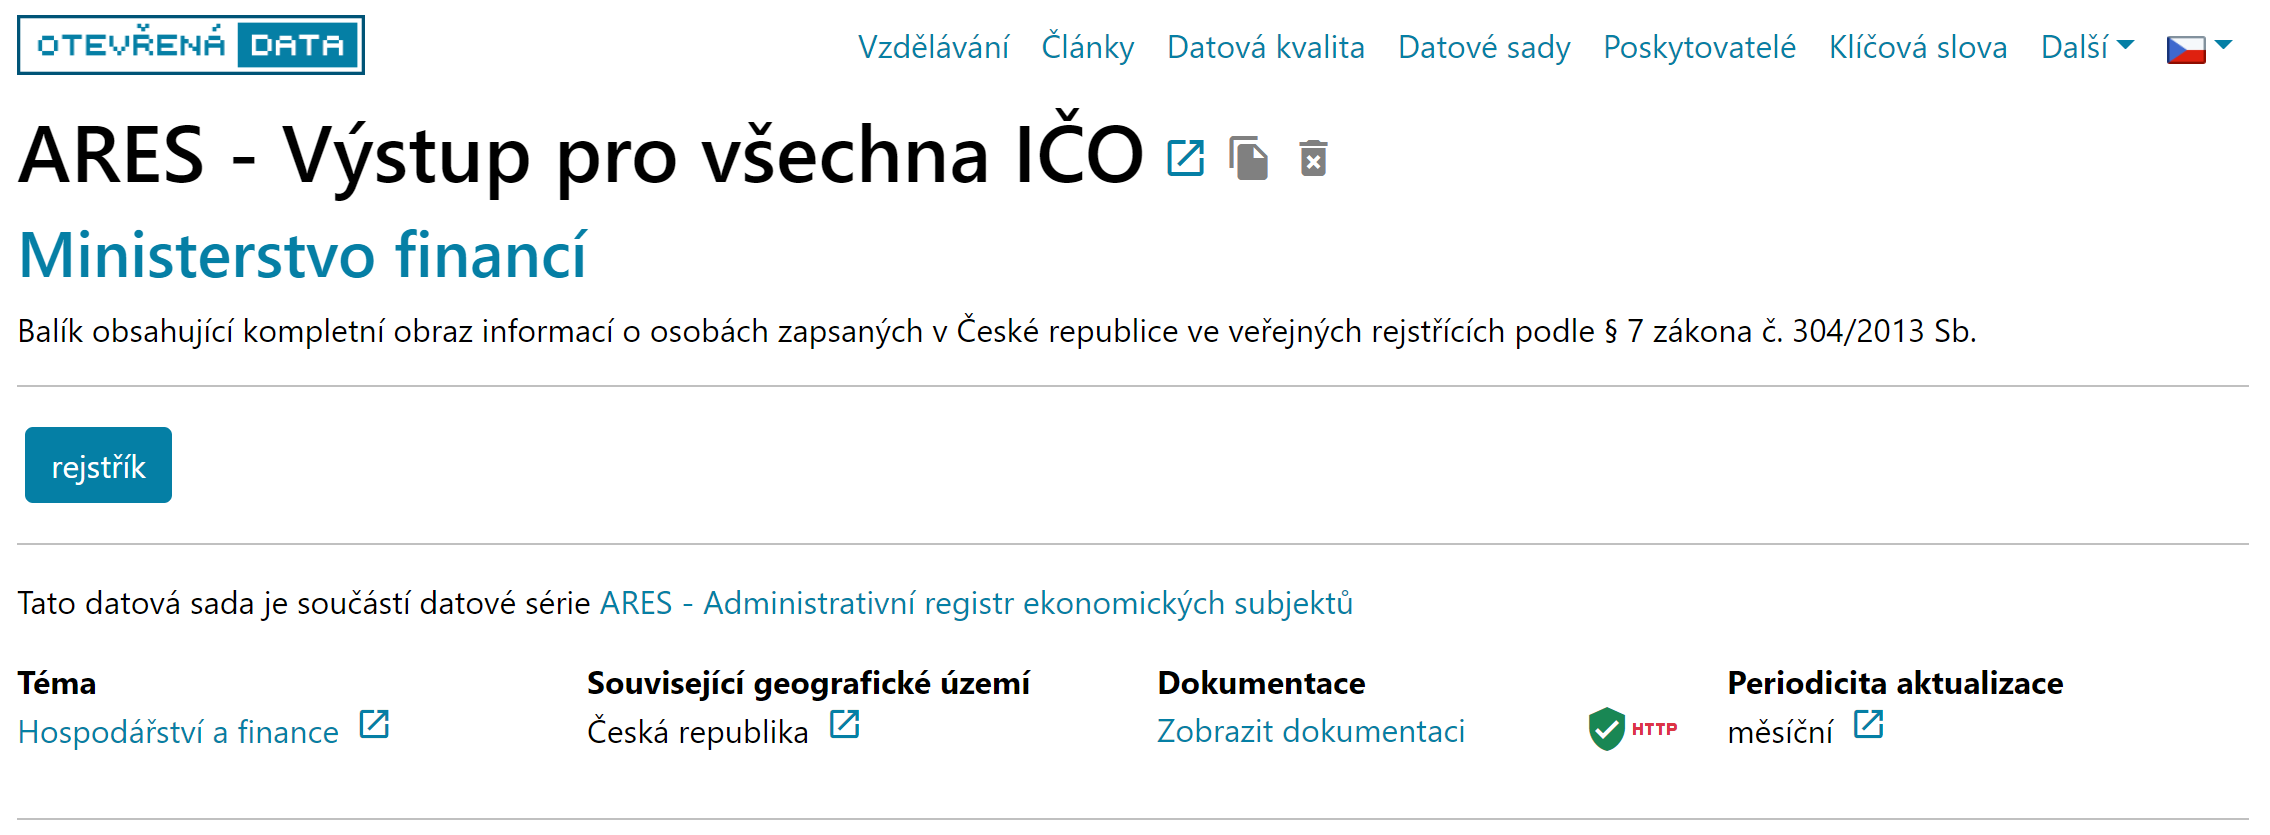 OTEVŘENÁ DATA
Vzdělávání Články Datová kvalita Datové sady Poskytovatelé Klíčová slova Další
ARES - Výstup pro všechna IČO
Ministerstvo financí
Balík obsahující kompletní obraz informací o osobách zapsaných v České republice ve veřejných rejstřících podle § 7 zákona č. 304/2013 Sb.
rejstřík
Tato datová sada je součástí datové série ARES - Administrativní registr ekonomických subjektů
Téma Související geografické území Dokumentace Periodicita aktualizace
Hospodářství a finance Česká republika Zobrazit dokumentaci HTTP měsíční